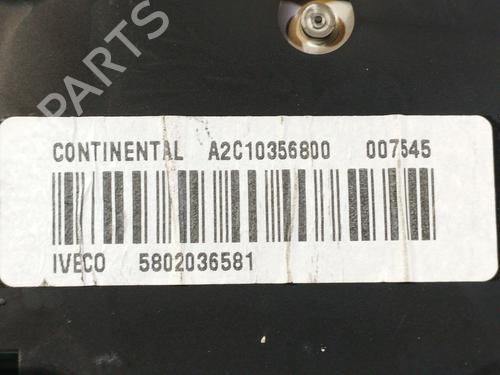 PARTS
CONTINENTAL A2C10356800 007545
IVECO 5802036581